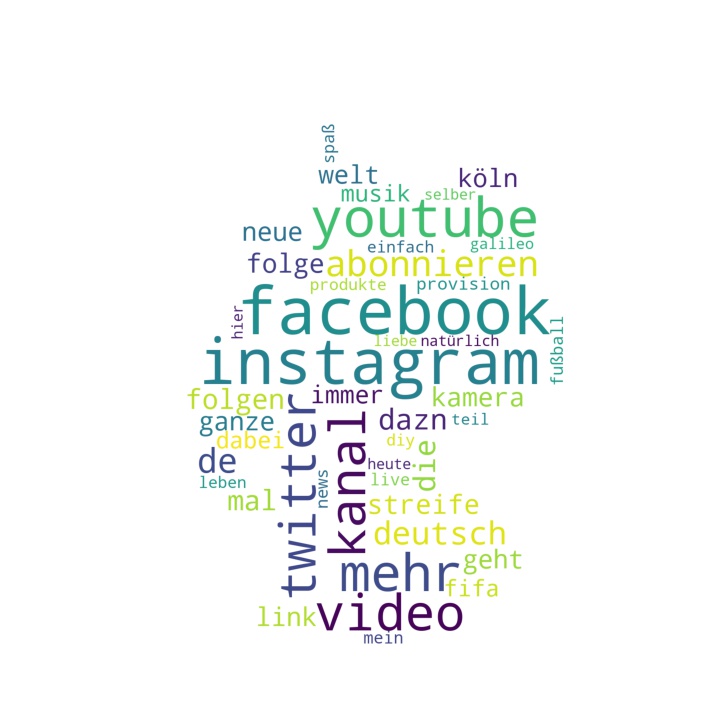 spaß
welt
köln
musik
selber
youtube
neue
einfach
galileo
folge
abonnieren
produkte
provision
facebook
hier
liebe
natürlich
fußball
instagram
folgen
immer
kamera
ganze
dazn
teil
dabei
diy
de
twitter
kanal
die
heute
leben
news
live
mal
streife
deutsch
mehr
geht
fifa
link
video
mein